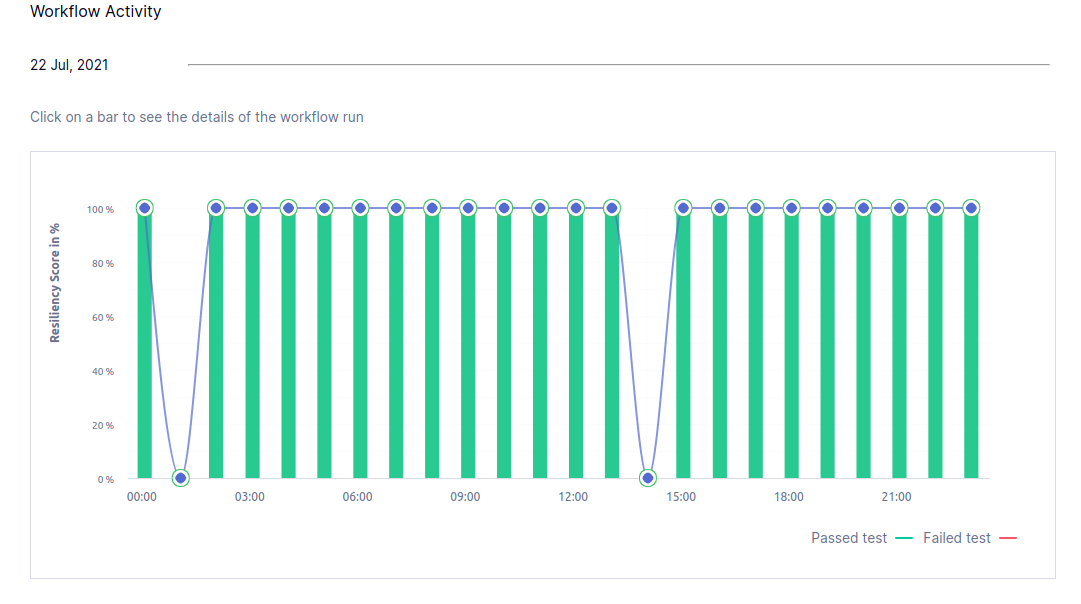 Workflow Activity
22 Jul, 2021
Click on a bar to see the details of the workflow run
Resiliency Score in %
100 %
80 %
60 %
40 %
20 %
0 %
00:00 03:00 06:00 09:00 12:00 15:00 18:00 21:00
Passed test Failed test